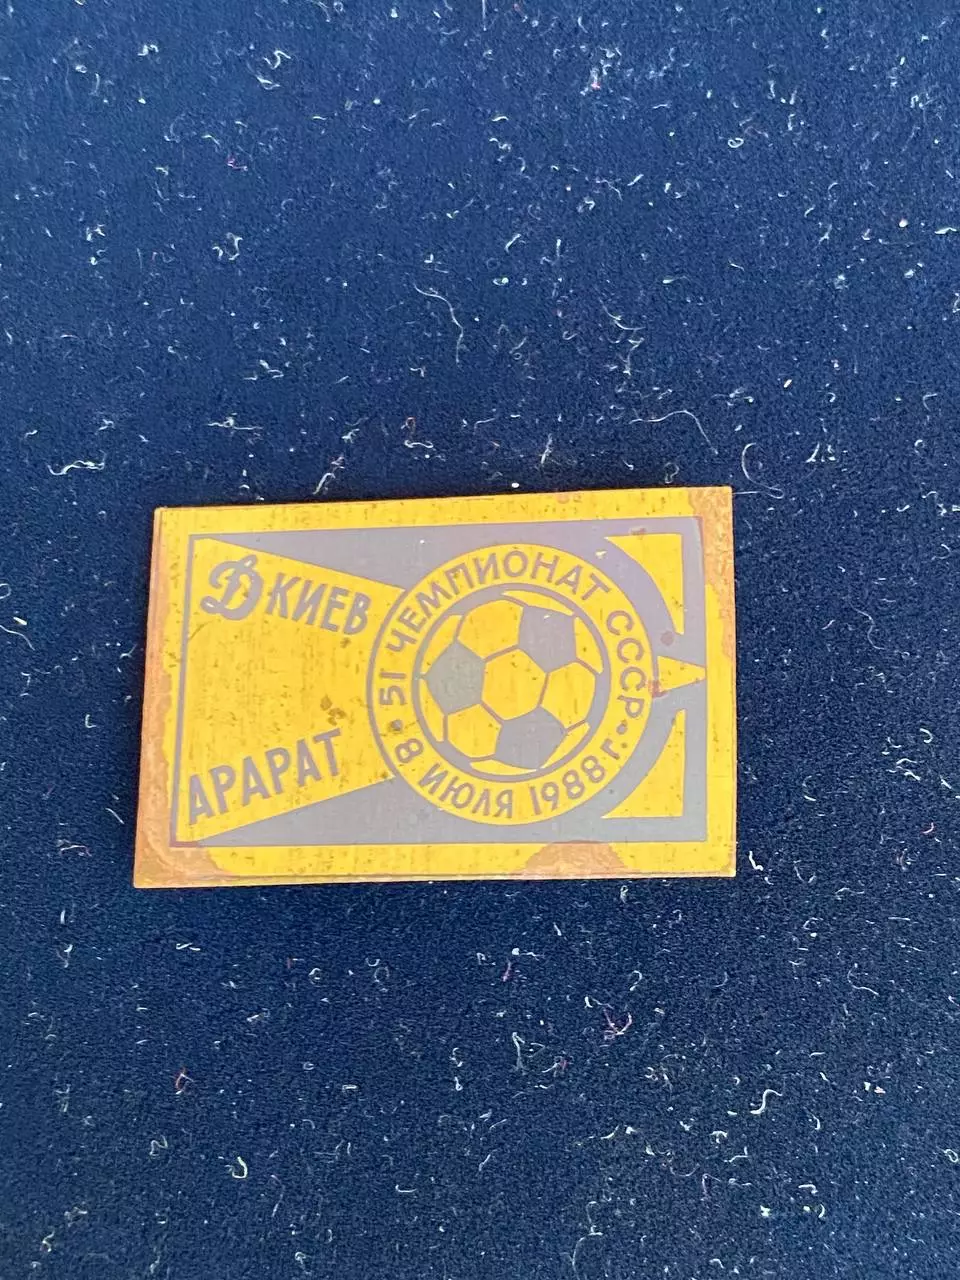 Д КИЕВ
АРАРАТ
51 ЧЕМПИОНАТ СССР
8 ИЮЛЯ 1988 г.